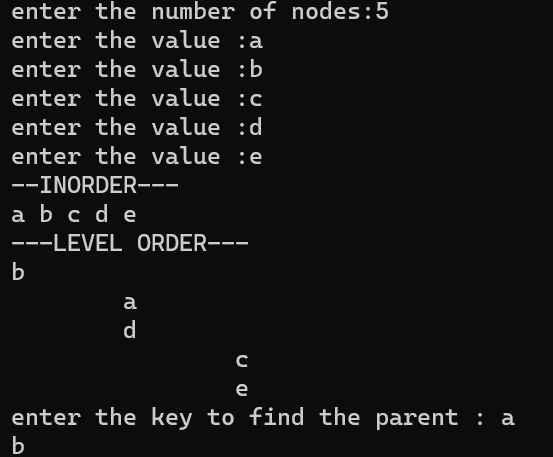 enter the number of nodes:5
enter the value :a
enter the value :b
enter the value :c
enter the value :d
enter the value :e
--INORDER---
a b c d e
---LEVEL ORDER---
b
        a
        d
                c
                e
enter the key to find the parent : a
b